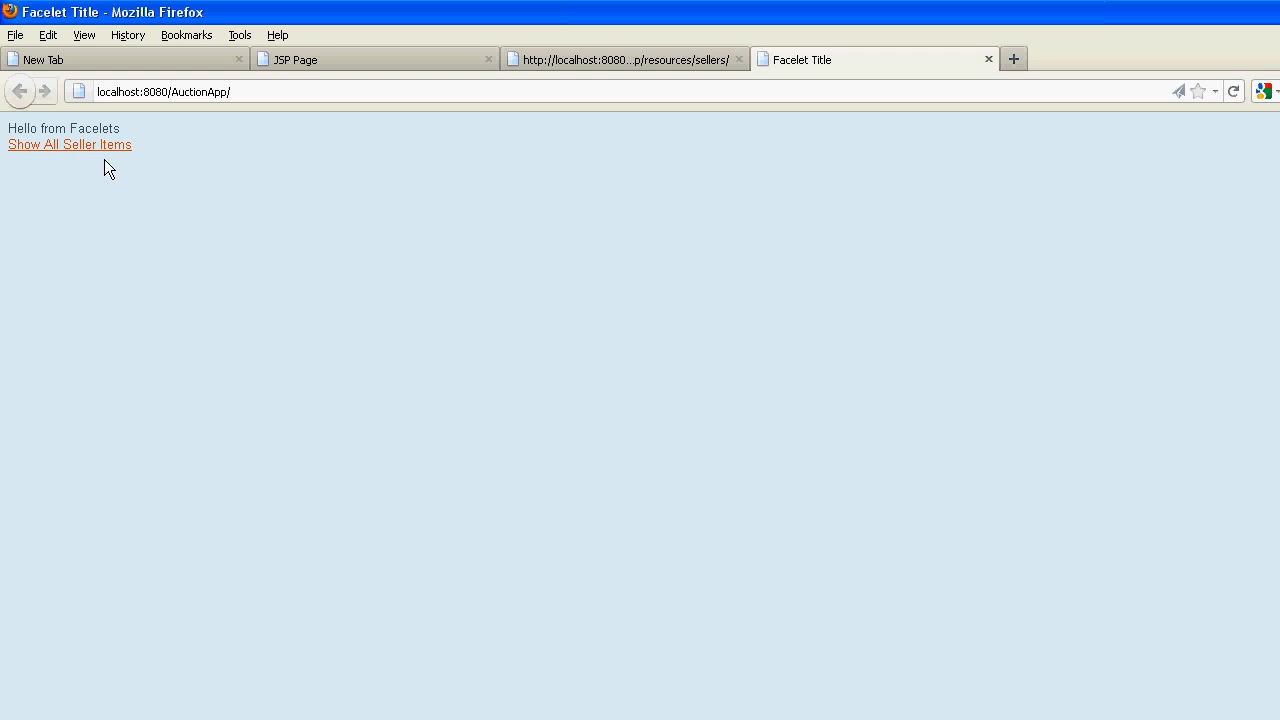 Facelet Title - Mozilla Firefox
File Edit View History Bookmarks Tools Help
New Tab JSP Page http://localhost:8080...p/resources/sellers/ Facelet Title
localhost:8080/AuctionApp/
Hello from Facelets
Show All Seller Items